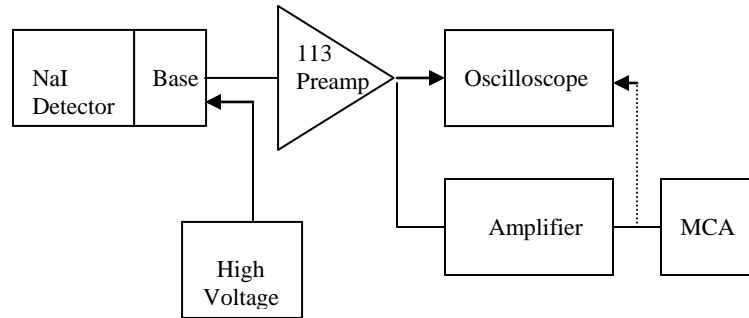 NaI
Detector
Base
113
Preamp
Oscilloscope
Amplifier
MCA
High
Voltage